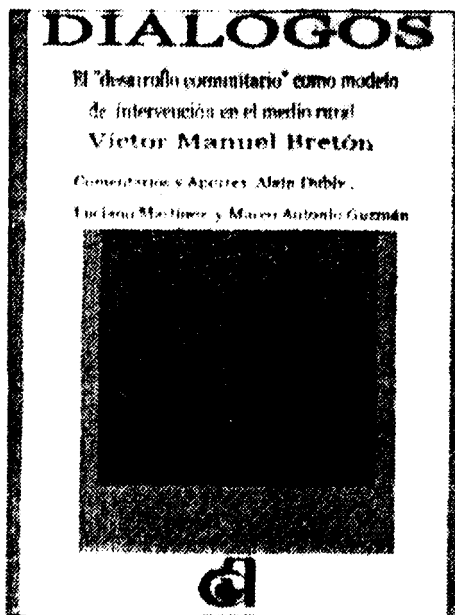 DIALOGOS
El "desarrollo comunitario" como modelo
de intervención en el medio rural
Víctor Manuel Bretón
Comentarios y Aportes Alain Dubly,
Luciano Martínez y Marco Antonio Guzmán